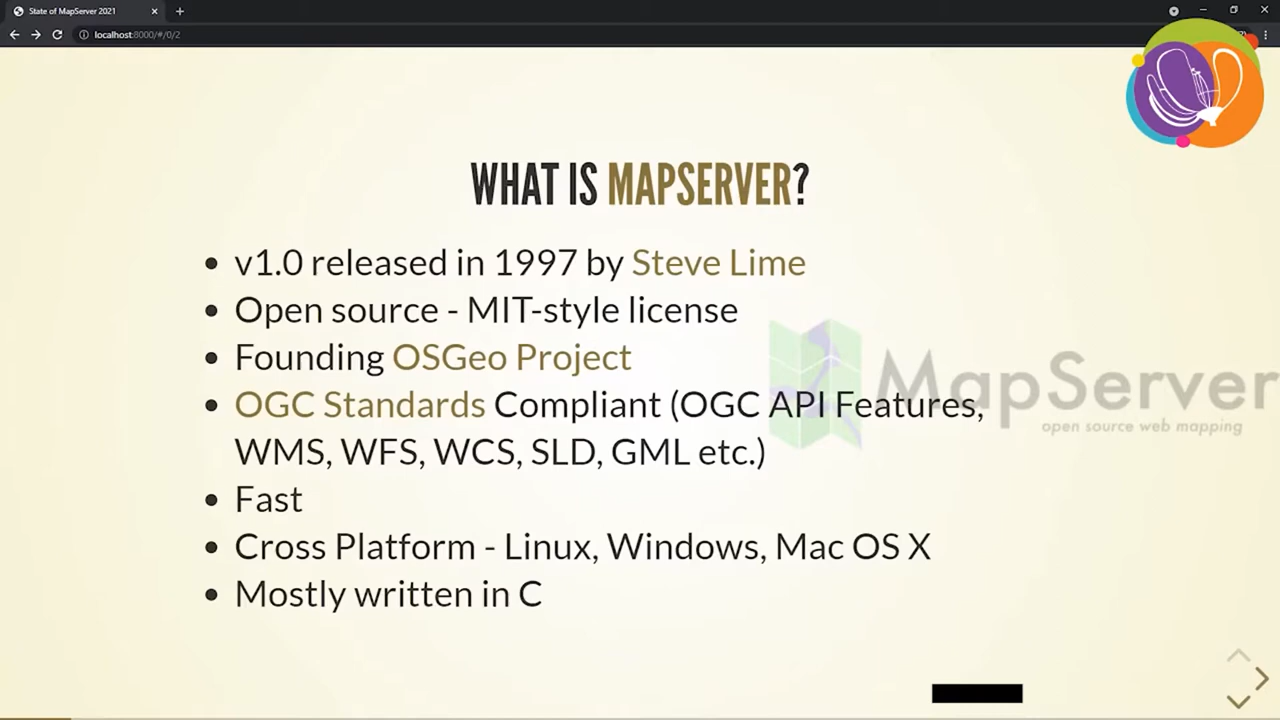 State of MapServer 2021
localhost:8000/#/0/2
WHAT IS MAPSERVER?
• v1.0 released in 1997 by Steve Lime
• Open source - MIT-style license
• Founding OSGeo Project
• OGC Standards Compliant (OGC API Features,
WMS, WFS, WCS, SLD, GML etc.)
• Fast
• Cross Platform - Linux, Windows, Mac OS X
• Mostly written in C
MapServer
open source web mapping